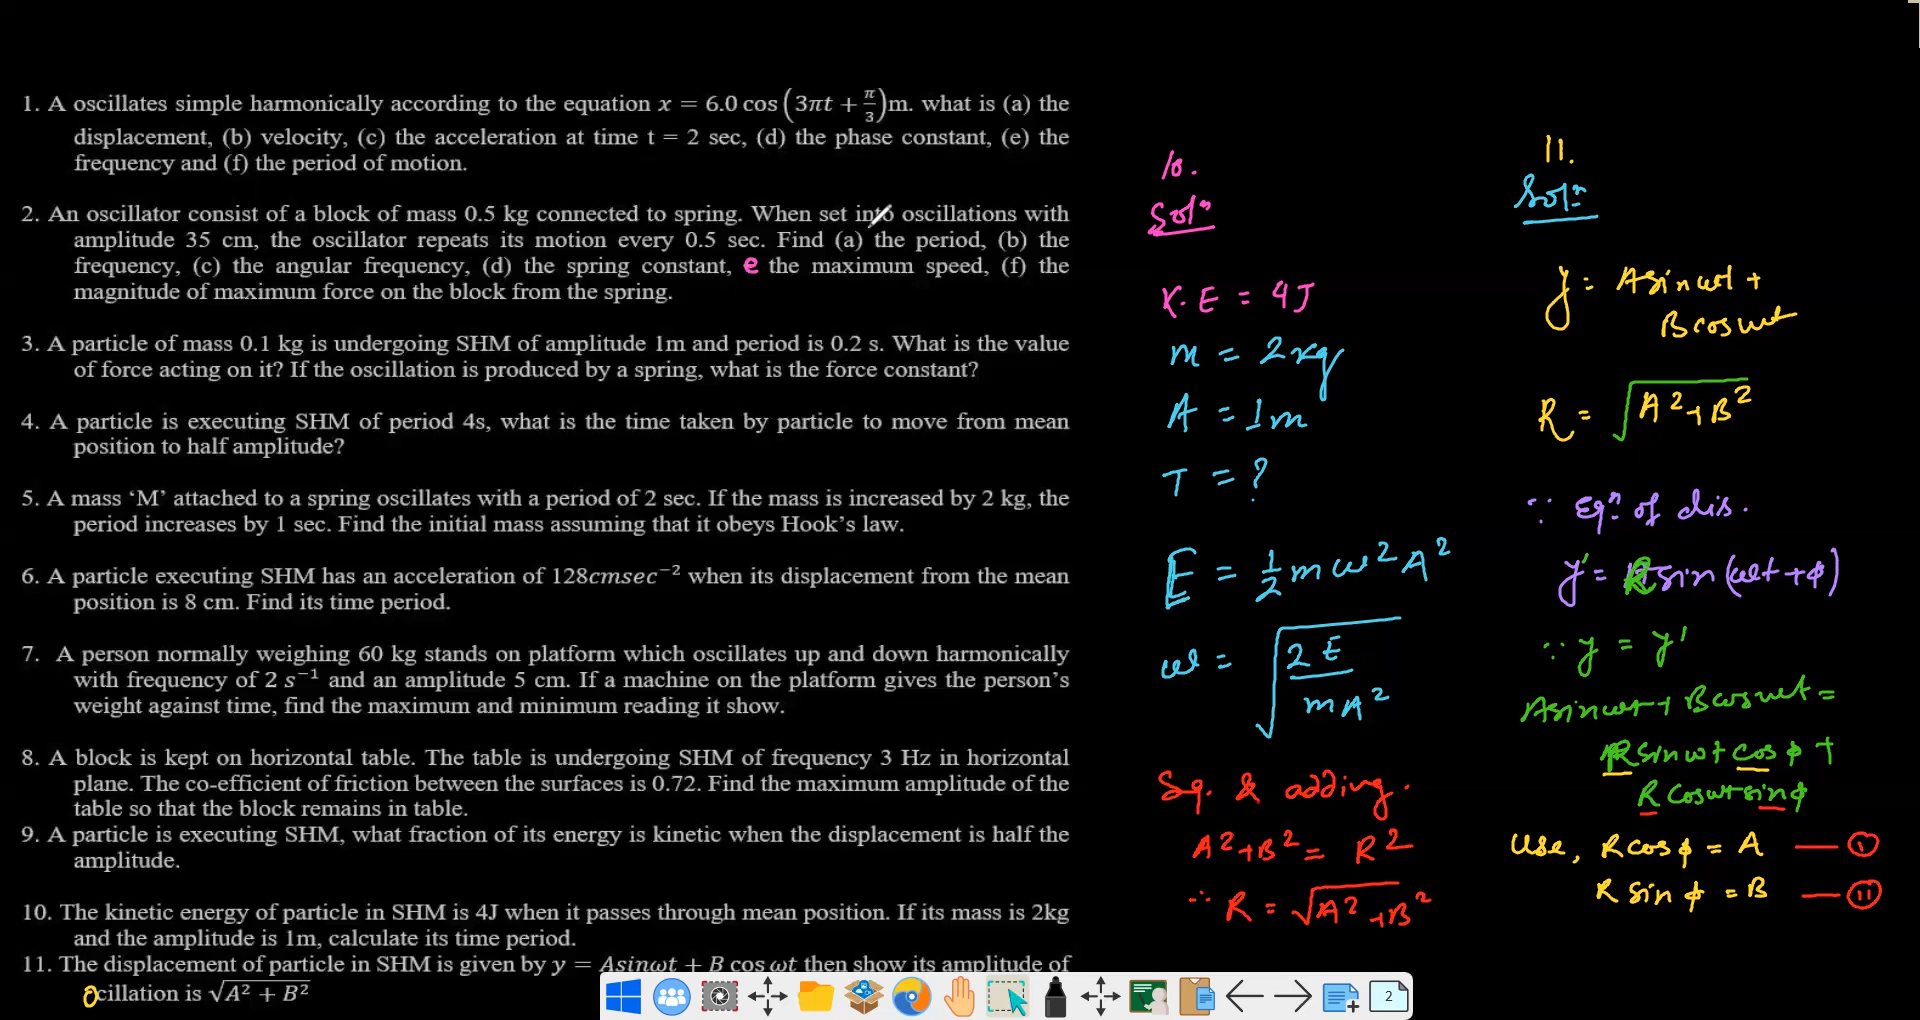 1. A oscillates simple harmonically according to the equation x = 6.0 cos (3πt + π/3)m. what is (a) the
displacement, (b) velocity, (c) the acceleration at time t = 2 sec, (d) the phase constant, (e) the
frequency and (f) the period of motion.
2. An oscillator consist of a block of mass 0.5 kg connected to spring. When set into oscillations with
amplitude 35 cm, the oscillator repeats its motion every 0.5 sec. Find (a) the period, (b) the
frequency, (c) the angular frequency, (d) the spring constant, e the maximum speed, (f) the
magnitude of maximum force on the block from the spring.
3. A particle of mass 0.1 kg is undergoing SHM of amplitude 1m and period is 0.2 s. What is the value
of force acting on it? If the oscillation is produced by a spring, what is the force constant?
4. A particle is executing SHM of period 4s, what is the time taken by particle to move from mean
position to half amplitude?
5. A mass ‘M’ attached to a spring oscillates with a period of 2 sec. If the mass is increased by 2 kg, the
period increases by 1 sec. Find the initial mass assuming that it obeys Hook’s law.
6. A particle executing SHM has an acceleration of 128cmsec⁻² when its displacement from the mean
position is 8 cm. Find its time period.
7. A person normally weighing 60 kg stands on platform which oscillates up and down harmonically
with frequency of 2 s⁻¹ and an amplitude 5 cm. If a machine on the platform gives the person’s
weight against time, find the maximum and minimum reading it show.
8. A block is kept on horizontal table. The table is undergoing SHM of frequency 3 Hz in horizontal
plane. The co-efficient of friction between the surfaces is 0.72. Find the maximum amplitude of the
table so that the block remains in table.
9. A particle is executing SHM, what fraction of its energy is kinetic when the displacement is half the
amplitude.
10. The kinetic energy of particle in SHM is 4J when it passes through mean position. If its mass is 2kg
and the amplitude is 1m, calculate its time period.
11. The displacement of particle in SHM is given by y = Asinωt + B cos ωt then show its amplitude of
Ocillation is √A² + B²
10.
Solⁿ
K.E = 4J
m = 2kg
A = 1m
T = ?
E = 1/2 mω²A²
ω = √2E/mA²
Sq. & adding.
A²+B² = R²
∴ R = √A²+B²
11.
Solⁿ
y = Asinωt +
Bcosωt
R = √A²+B²
∵ Eqⁿ of dis.
y' = Rsin(ωt+φ)
∵ y = y'
Asinωt + Bcosωt =
Rsinωt cosφ +
R cosωt sinφ
Use, Rcosφ = A — (i)
R sinφ = B — (ii)
2